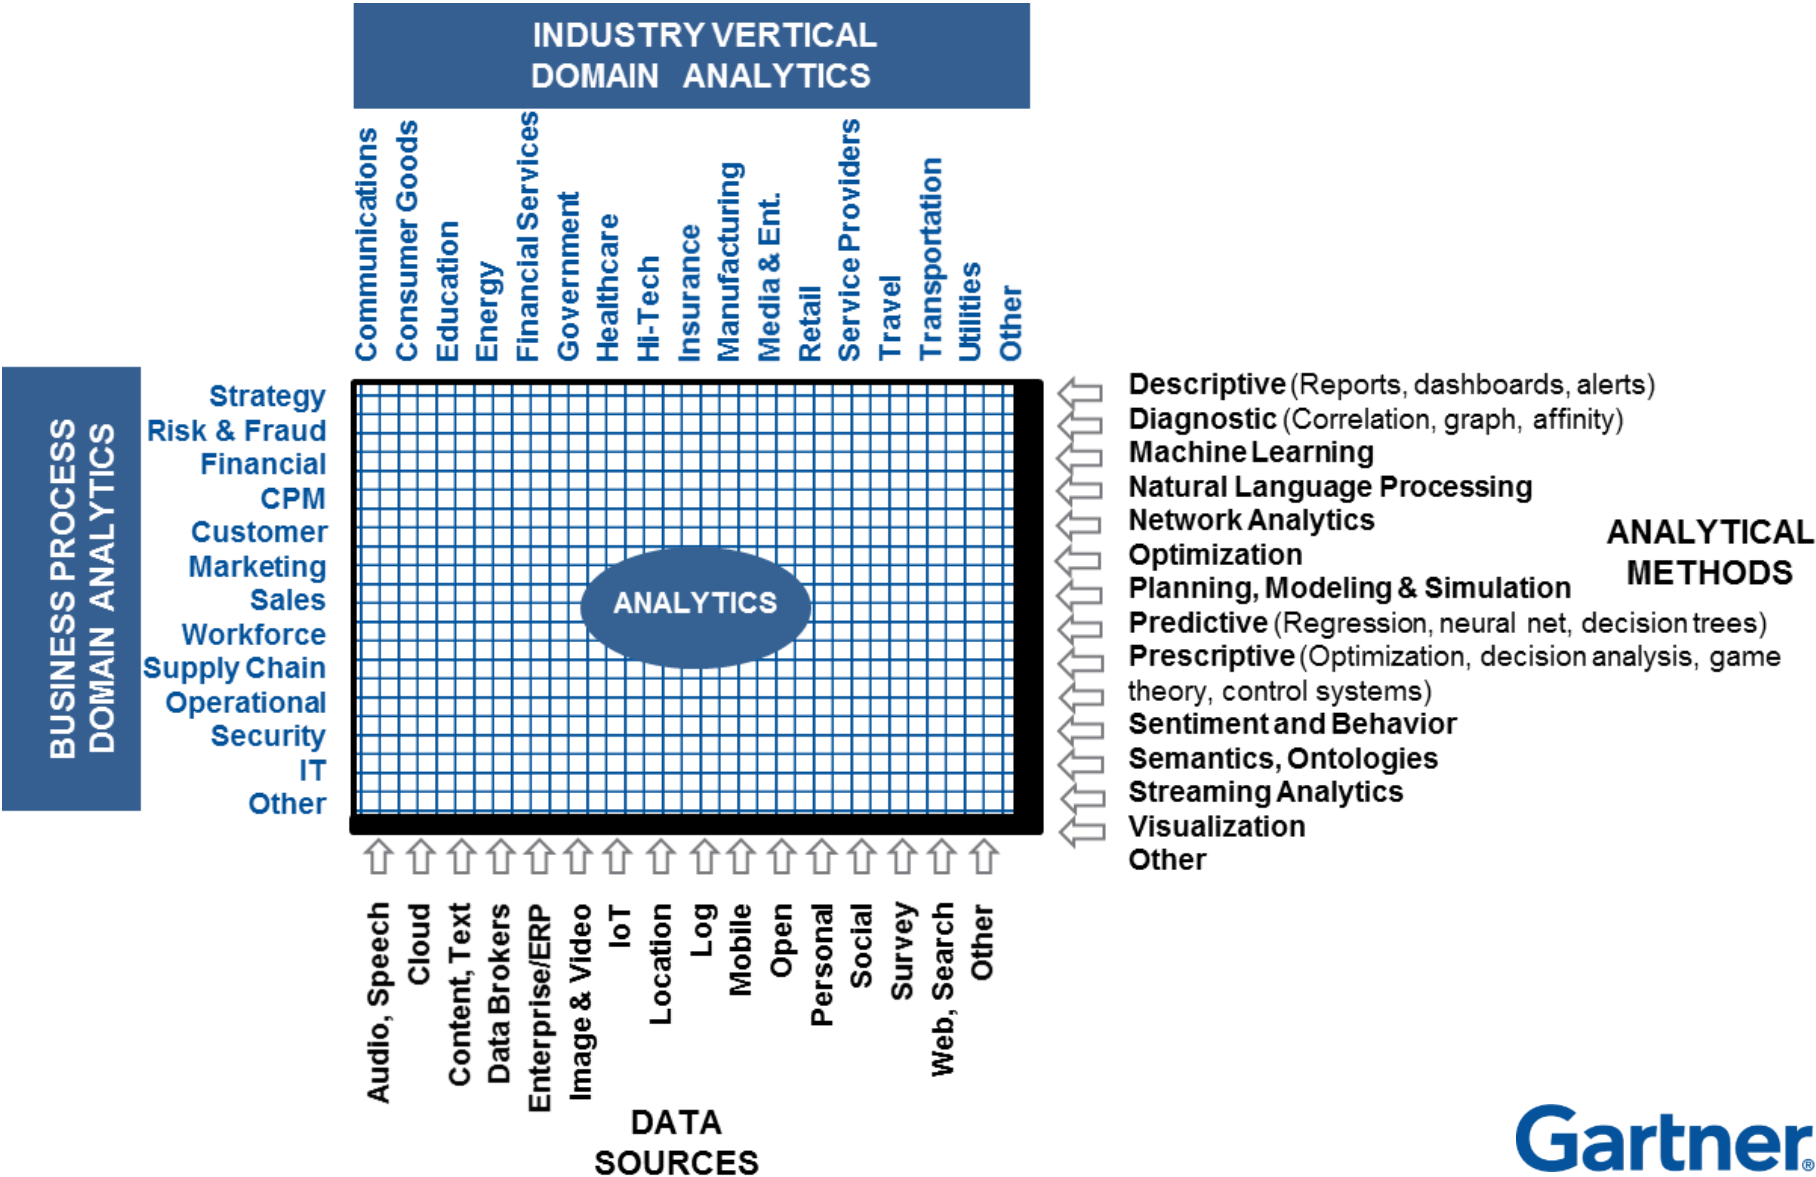 INDUSTRY VERTICAL
DOMAIN ANALYTICS
Communications
Consumer Goods
Education
Energy
Financial Services
Government
Healthcare
Hi-Tech
Insurance
Manufacturing
Media & Ent.
Retail
Service Providers
Travel
Transportation
Utilities
Other
BUSINESS PROCESS
DOMAIN ANALYTICS
Strategy
Risk & Fraud
Financial
CPM
Customer
Marketing
Sales
Workforce
Supply Chain
Operational
Security
IT
Other
ANALYTICS
Descriptive (Reports, dashboards, alerts)
Diagnostic (Correlation, graph, affinity)
Machine Learning
Natural Language Processing
Network Analytics
Optimization
Planning, Modeling & Simulation
Predictive (Regression, neural net, decision trees)
Prescriptive (Optimization, decision analysis, game
theory, control systems)
Sentiment and Behavior
Semantics, Ontologies
Streaming Analytics
Visualization
Other
ANALYTICAL
METHODS
Audio, Speech
Cloud
Content, Text
Data Brokers
Enterprise/ERP
Image & Video
IoT
Location
Log
Mobile
Open
Personal
Social
Survey
Web, Search
Other
DATA
SOURCES
Gartner®